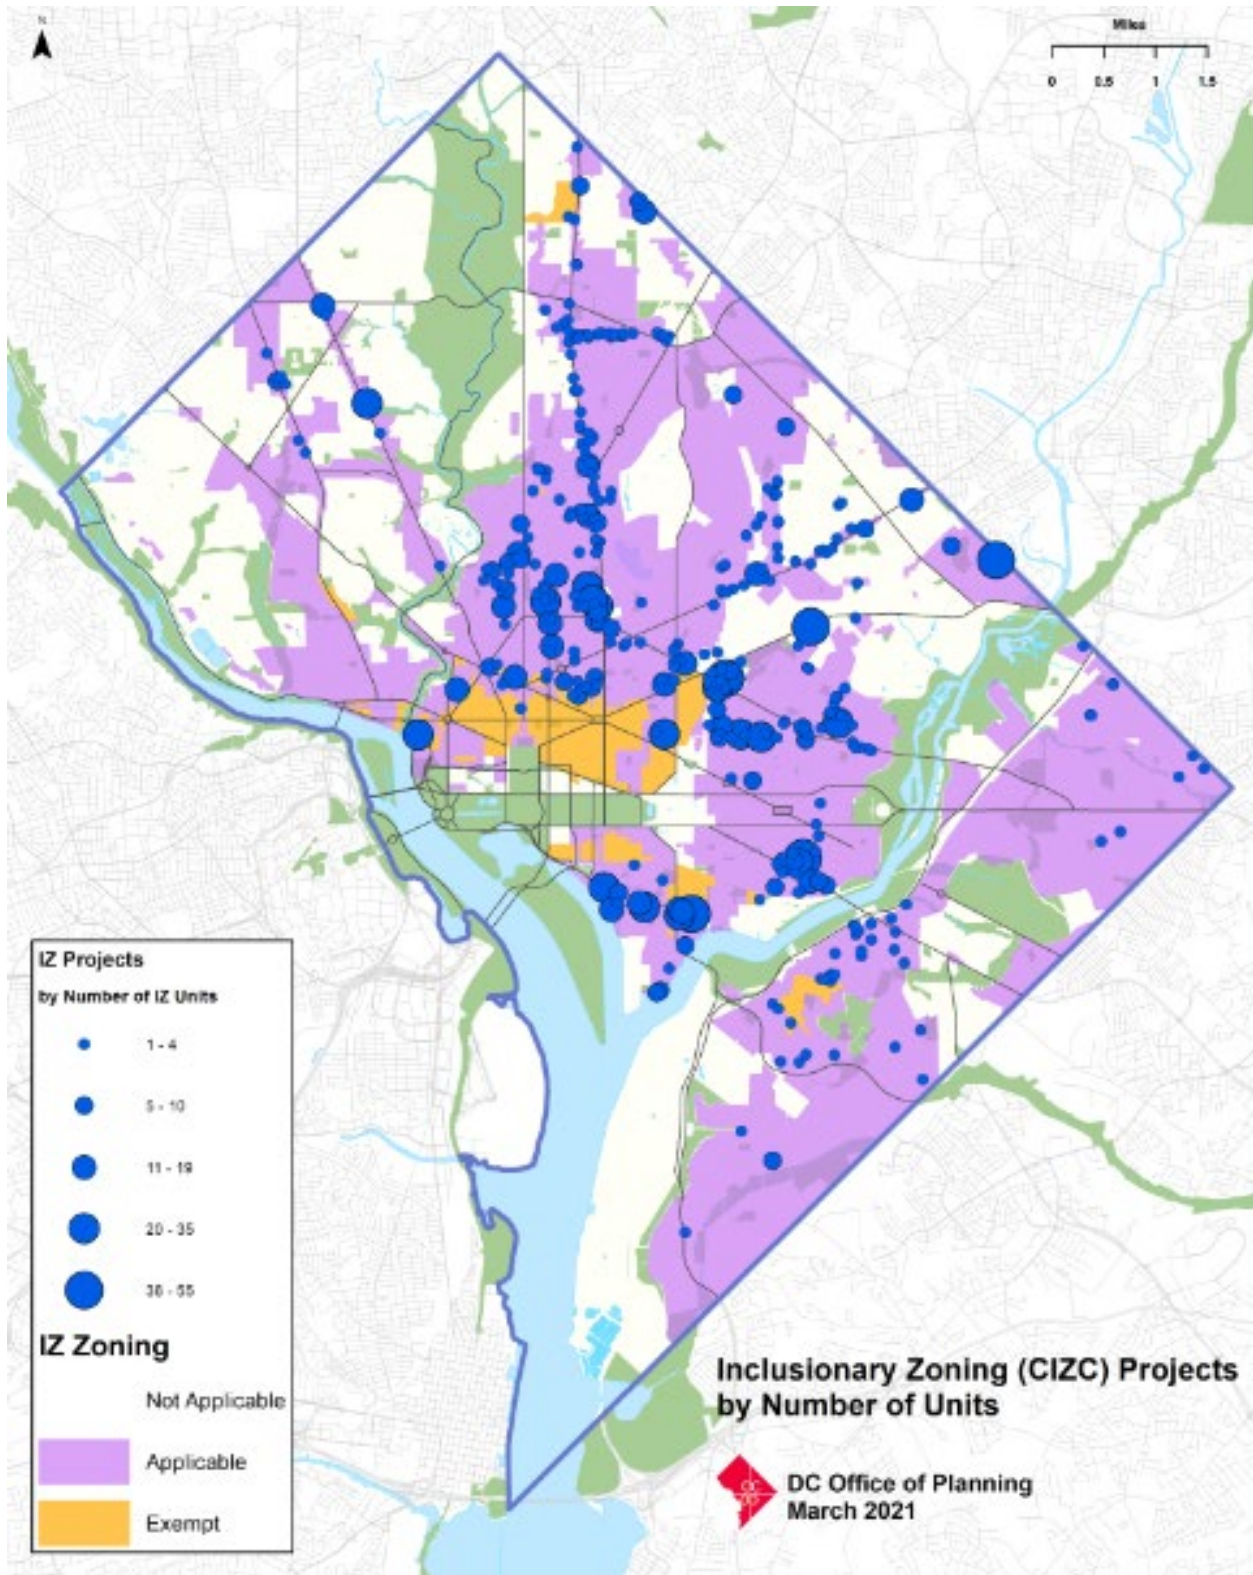 N
Miles
0 0.5 1 1.5
IZ Projects
by Number of IZ Units
1 - 4
5 - 10
11 - 19
20 - 35
36 - 55
IZ Zoning
Not Applicable
Applicable
Exempt
Inclusionary Zoning (CIZC) Projects
by Number of Units
DC Office of Planning
March 2021